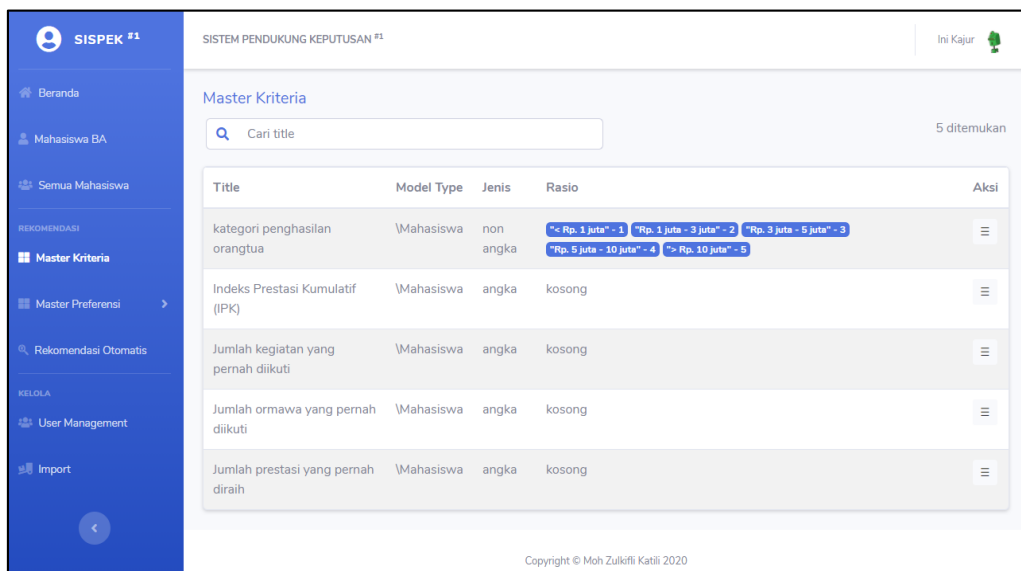 SISPEK #1
SISTEM PENDUKUNG KEPUTUSAN #1
Ini Kajur
Beranda
Mahasiswa BA
Semua Mahasiswa
REKOMENDASI
Master Kriteria
Master Preferensi
Rekomendasi Otomatis
KELOLA
User Management
Import
Master Kriteria
Cari title
5 ditemukan
Title Model Type Jenis Rasio Aksi
kategori penghasilan \Mahasiswa non "< Rp. 1 juta" - 1 "Rp. 1 juta - 3 juta" - 2 "Rp. 3 juta - 5 juta" - 3
orangtua angka "Rp. 5 juta - 10 juta" - 4 "> Rp. 10 juta" - 5
Indeks Prestasi Kumulatif \Mahasiswa angka kosong
(IPK)
Jumlah kegiatan yang \Mahasiswa angka kosong
pernah diikuti
Jumlah ormawa yang pernah \Mahasiswa angka kosong
diikuti
Jumlah prestasi yang pernah \Mahasiswa angka kosong
diraih
Copyright © Moh Zulkifli Katili 2020